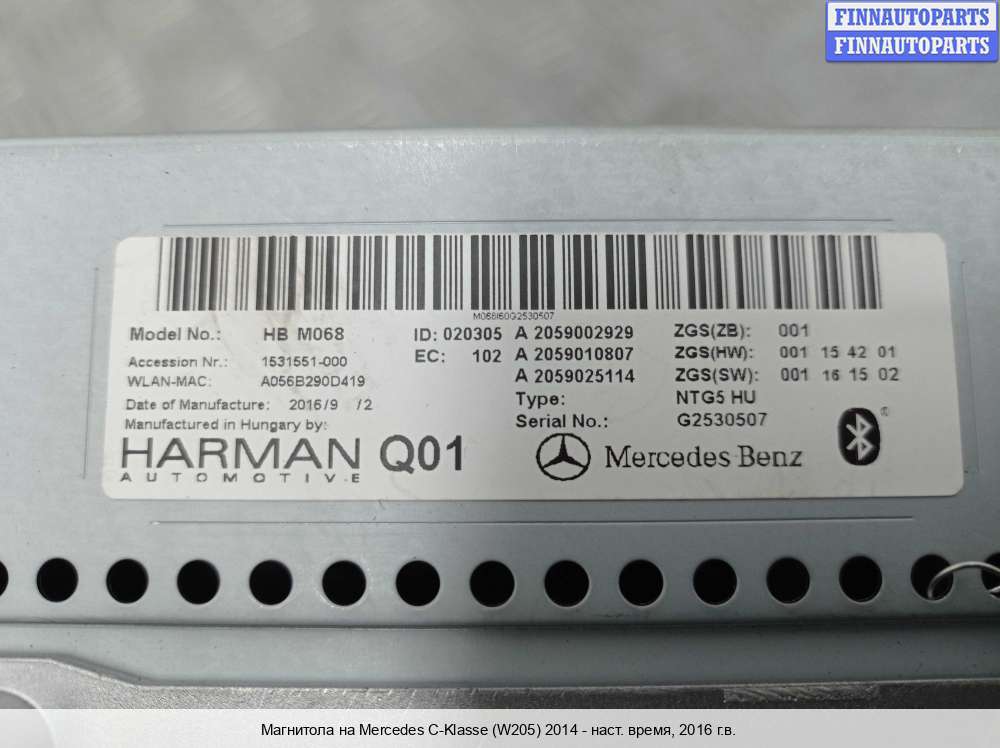 FINNAUTOPARTS
FINNAUTOPARTS
M068I60G2530507
Model No.: HB M068 ID: 020305 A 2059002929 ZGS(ZB): 001
EC: 102 A 2059010807 ZGS(HW): 001 15 42 01
Accession Nr.: 1531551-000
WLAN-MAC: A056B290D419 A 2059025114 ZGS(SW): 001 16 15 02
Date of Manufacture: 2016/9 /2 Type: NTG5 HU
Manufactured in Hungary by: Serial No.: G2530507
HARMAN Q01
AUTOMOTIVE
Mercedes Benz
®
Магнитола на Mercedes C-Klasse (W205) 2014 - наст. время, 2016 г.в.